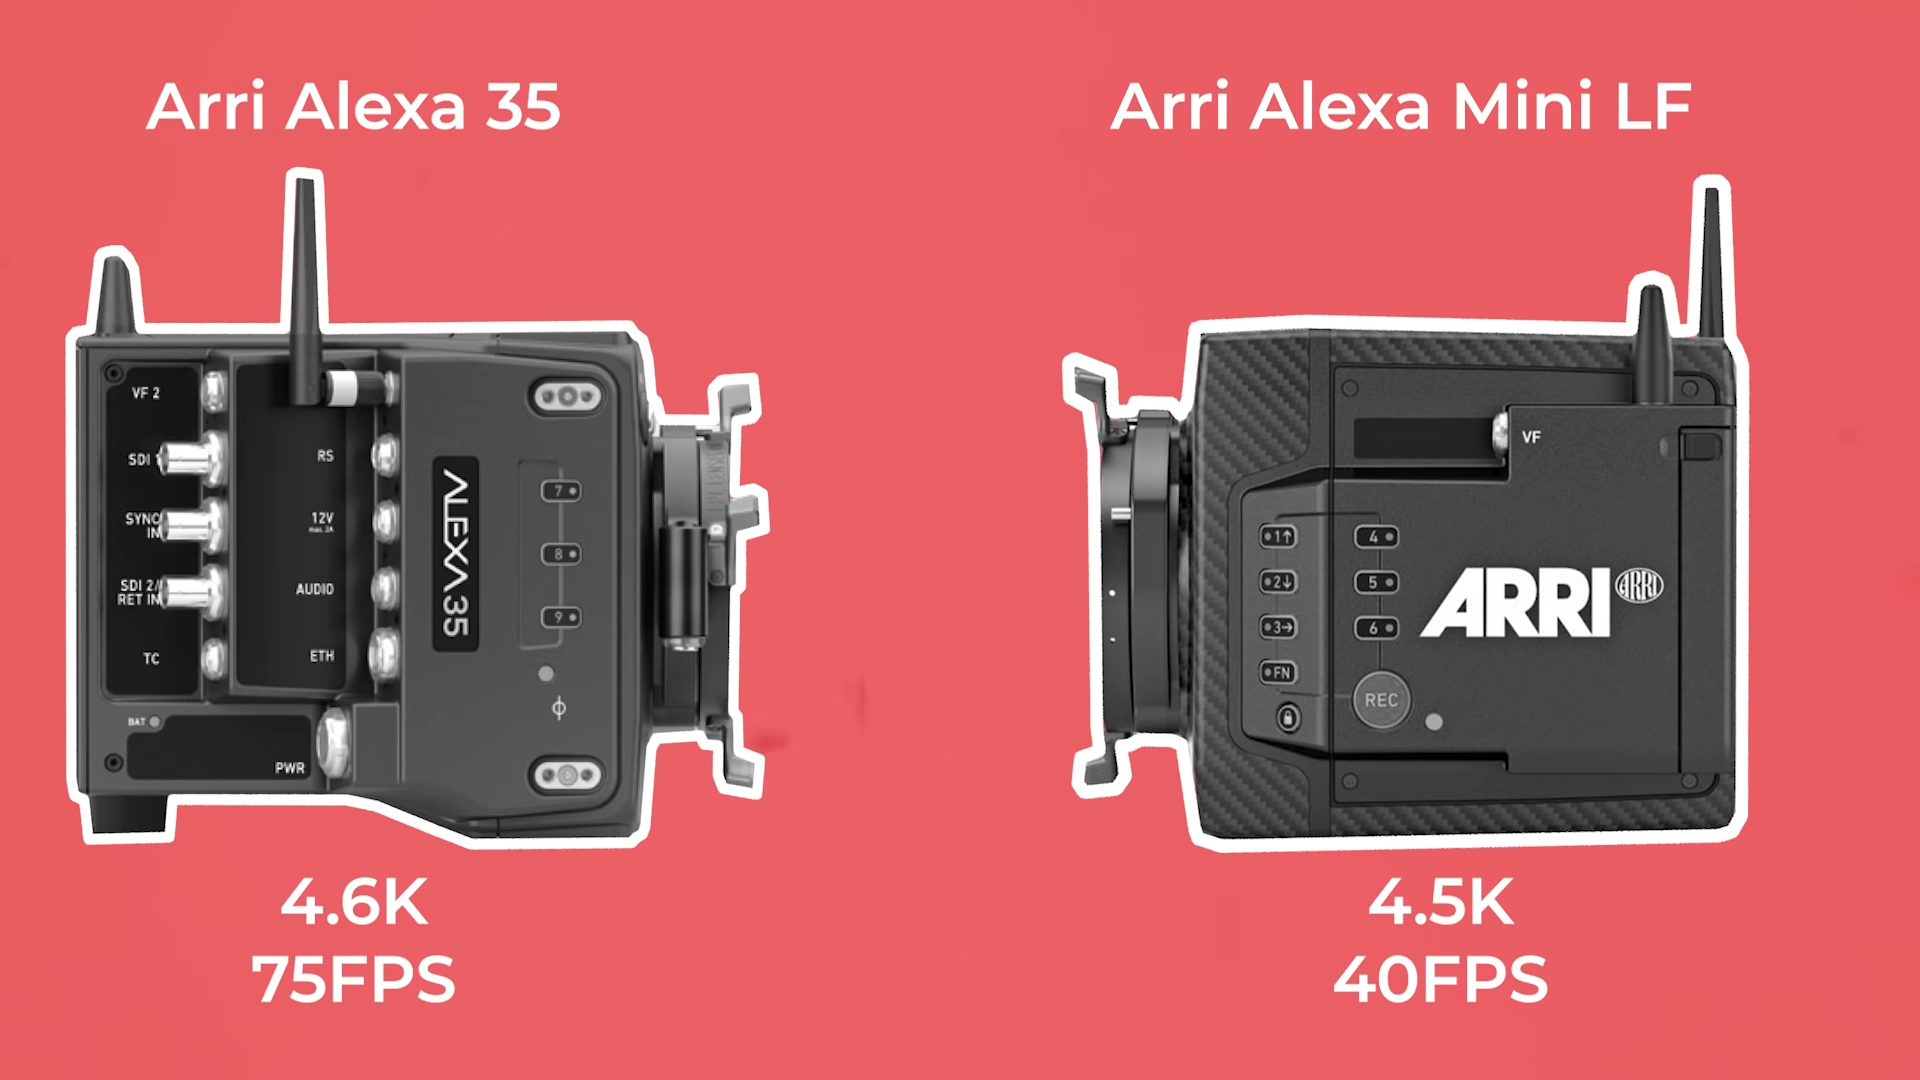 Arri Alexa 35
Arri Alexa Mini LF
VF 2
SDI 1
SYNC
IN
SDI 2/
RET IN
TC
BAT
PWR
RS
12V
max. 2A
AUDIO
ETH
ALEXA 35
7
8
9
VF
1↑
2↓
3→
FN
4
5
6
REC
ARRI
ARRI
4.6K
75FPS
4.5K
40FPS